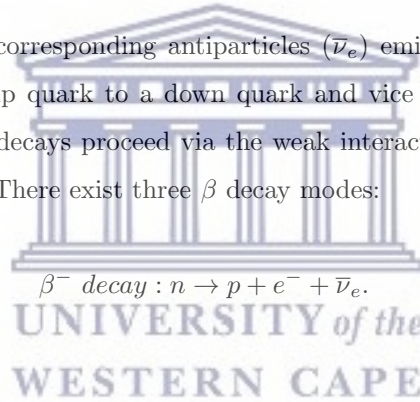 corresponding antiparticles (ν̅ₑ) emi
p quark to a down quark and vice
decays proceed via the weak interac
There exist three β decay modes:
β⁻ decay : n → p + e⁻ + ν̅ₑ.
UNIVERSITY of the
WESTERN CAPE